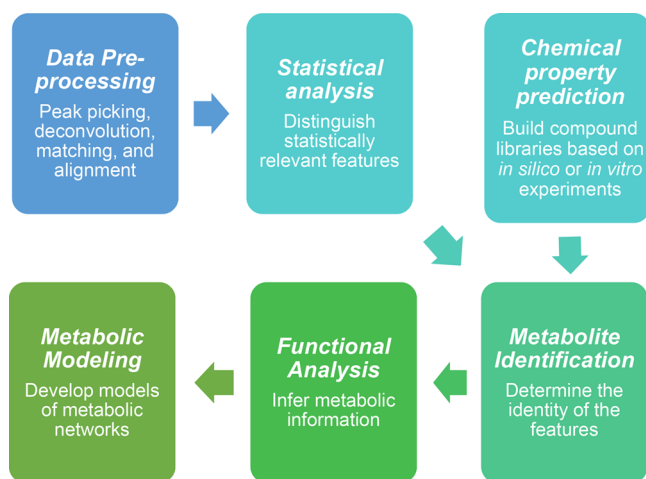 Data Pre-
processing
Peak picking,
deconvolution,
matching, and
alignment
Statistical
analysis
Distinguish
statistically
relevant features
Chemical
property
prediction
Build compound
libraries based on
in silico or in vitro
experiments
Metabolic
Modeling
Develop models
of metabolic
networks
Functional
Analysis
Infer metabolic
information
Metabolite
Identification
Determine the
identity of the
features